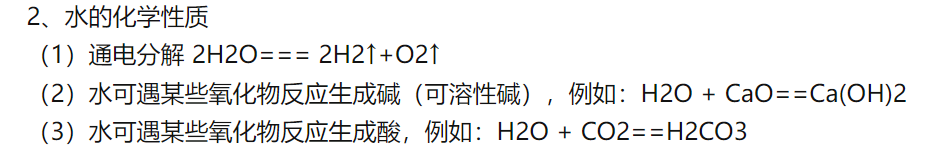 2、水的化学性质
（1）通电分解 2H2O=== 2H2↑+O2↑
（2）水可遇某些氧化物反应生成碱（可溶性碱），例如：H2O + CaO==Ca(OH)2
（3）水可遇某些氧化物反应生成酸，例如：H2O + CO2==H2CO3